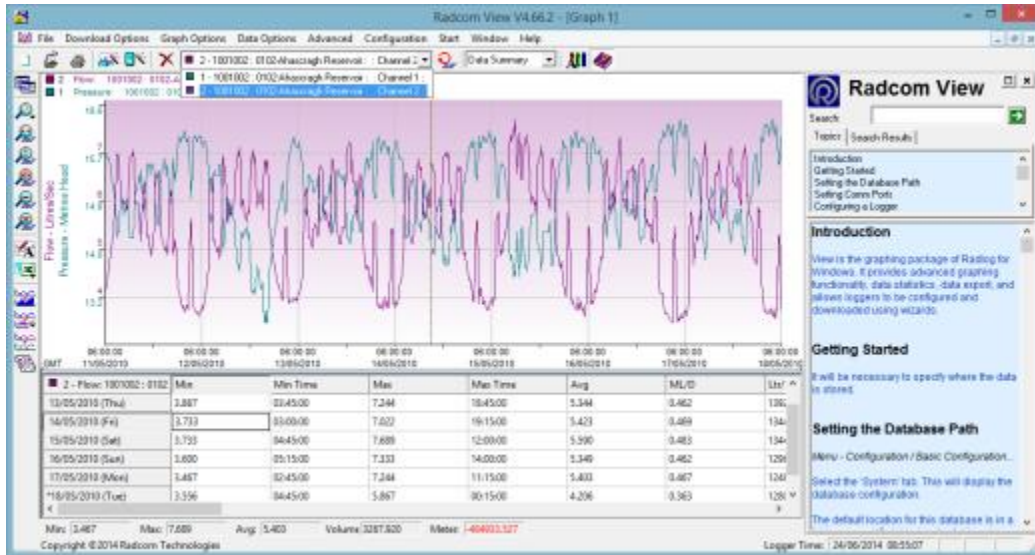 Radcom View V4.66.2 - [Graph 1]
File Download Options Graph Options Data Options Advanced Configuration Start Window Help
2 - 1001002 : 0102-Ahascragh Reservoir : Channel 2 Data Summary
1 - 1001002 : 0102-Ahascragh Reservoir : Channel 1 :
2 - 1001002 : 0102-Ahascragh Reservoir : Channel 2 :
2 Flow: 1001002 : 0102-A
1 Pressure: 1001002 : 010
Flow - Litres/Sec
Pressure - Metres Head
06:00:00 06:00:00 06:00:00 06:00:00 06:00:00 06:00:00 06:00:00 06:00:00
GMT 11/05/2010 12/05/2010 13/05/2010 14/05/2010 15/05/2010 16/05/2010 17/05/2010 18/05/2010
2 - Flow: 1001002 : 0102 Min Min Time Max Max Time Avg ML/D Ltr/
13/05/2010 (Thu) 3.867 03:45:00 7.244 18:45:00 5.344 0.462
14/05/2010 (Fri) 3.733 03:00:00 7.022 19:15:00 5.423 0.469
15/05/2010 (Sat) 3.733 04:45:00 7.689 12:00:00 5.590 0.483
16/05/2010 (Sun) 3.600 05:15:00 7.333 14:00:00 5.349 0.462
17/05/2010 (Mon) 3.467 02:45:00 7.244 11:15:00 5.403 0.467
*18/05/2010 (Tue) 3.556 04:45:00 5.867 00:15:00 4.206 0.363
Min: 3.467 Max: 7.689 Avg: 5.403 Volume 3267.920 Meter:
Copyright ©2014 Radcom Technologies
Logger Time: 24/06/2014 08:55:07
Radcom View
Search:
Topics Search Results
Introduction
Getting Started
Setting the Database Path
Setting Comm Ports
Configuring a Logger
Introduction
View is the graphing package of Radlog for
Windows. It provides advanced graphing
functionality, data statistics, data export, and
allows loggers to be configured and
downloaded using wizards.
Getting Started
It will be necessary to specify where the data
is stored.
Setting the Database Path
Menu - Configuration / Basic Configuration...
Select the 'System' tab. This will display the
database configuration.
The default location for this database is in a